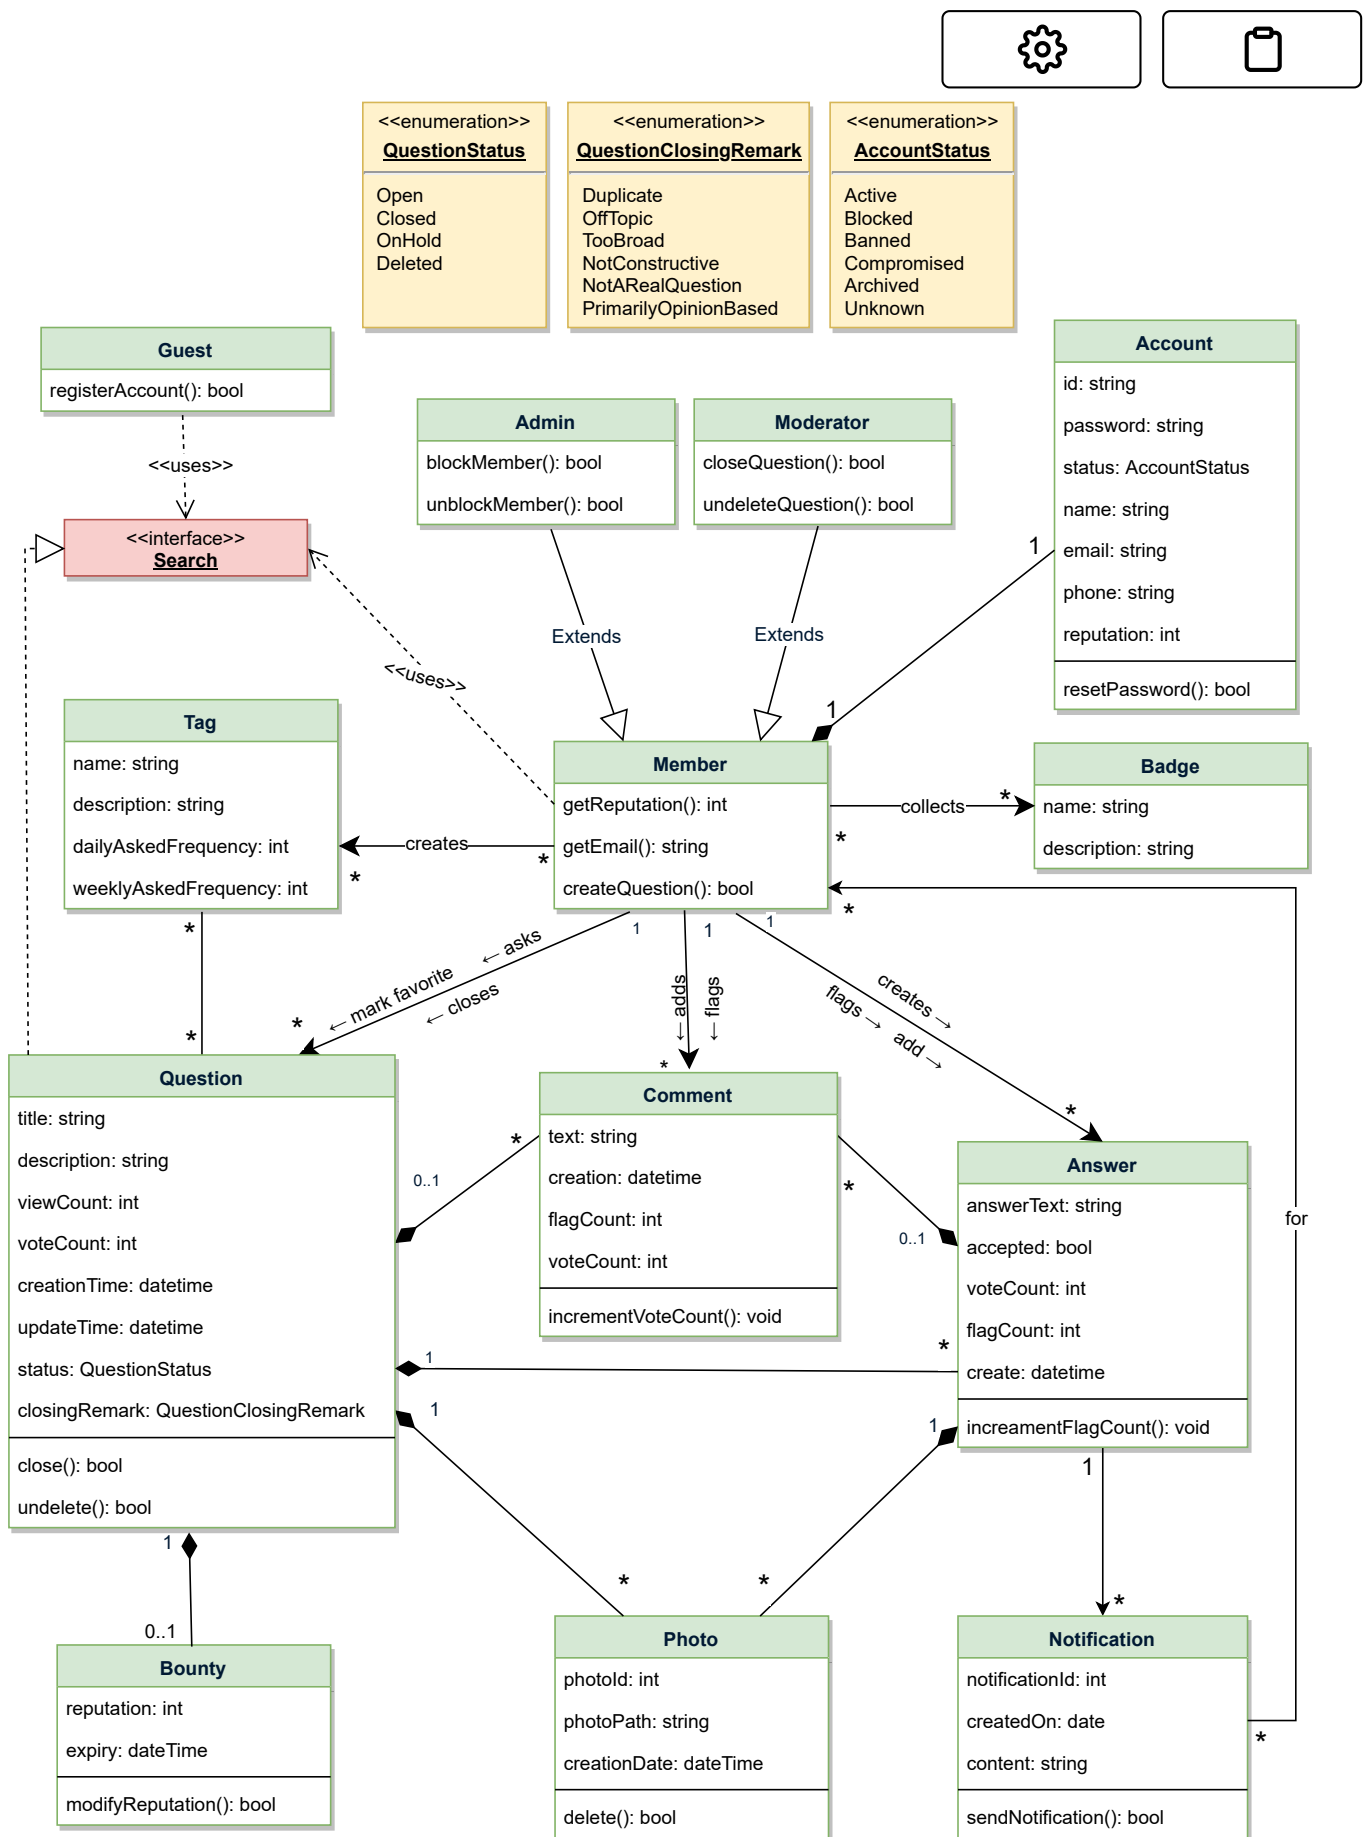 <<enumeration>>
QuestionStatus
Open
Closed
OnHold
Deleted
<<enumeration>>
QuestionClosingRemark
Duplicate
OffTopic
TooBroad
NotConstructive
NotARealQuestion
PrimarilyOpinionBased
<<enumeration>>
AccountStatus
Active
Blocked
Banned
Compromised
Archived
Unknown
Guest
registerAccount(): bool
<<uses>>
<<interface>>
Search
Admin
blockMember(): bool
unblockMember(): bool
Moderator
closeQuestion(): bool
undeleteQuestion(): bool
Account
id: string
password: string
status: AccountStatus
name: string
email: string
phone: string
reputation: int
resetPassword(): bool
1
1
Extends
Extends
<<uses>>
Tag
name: string
description: string
dailyAskedFrequency: int
weeklyAskedFrequency: int
creates
*
*
Member
getReputation(): int
getEmail(): string
createQuestion(): bool
collects
*
*
Badge
name: string
description: string
*
*
*
1
← asks
← mark favorite
← closes
*
1
← adds
← flags
*
1
creates →
flags →
add →
*
Question
title: string
description: string
viewCount: int
voteCount: int
creationTime: datetime
updateTime: datetime
status: QuestionStatus
closingRemark: QuestionClosingRemark
close(): bool
undelete(): bool
Comment
text: string
creation: datetime
flagCount: int
voteCount: int
incrementVoteCount(): void
*
0..1
*
0..1
Answer
answerText: string
accepted: bool
voteCount: int
flagCount: int
create: datetime
increamentFlagCount(): void
for
1
*
1
*
1
*
1
*
1
0..1
Bounty
reputation: int
expiry: dateTime
modifyReputation(): bool
Photo
photoId: int
photoPath: string
creationDate: dateTime
delete(): bool
Notification
notificationId: int
createdOn: date
content: string
sendNotification(): bool
*